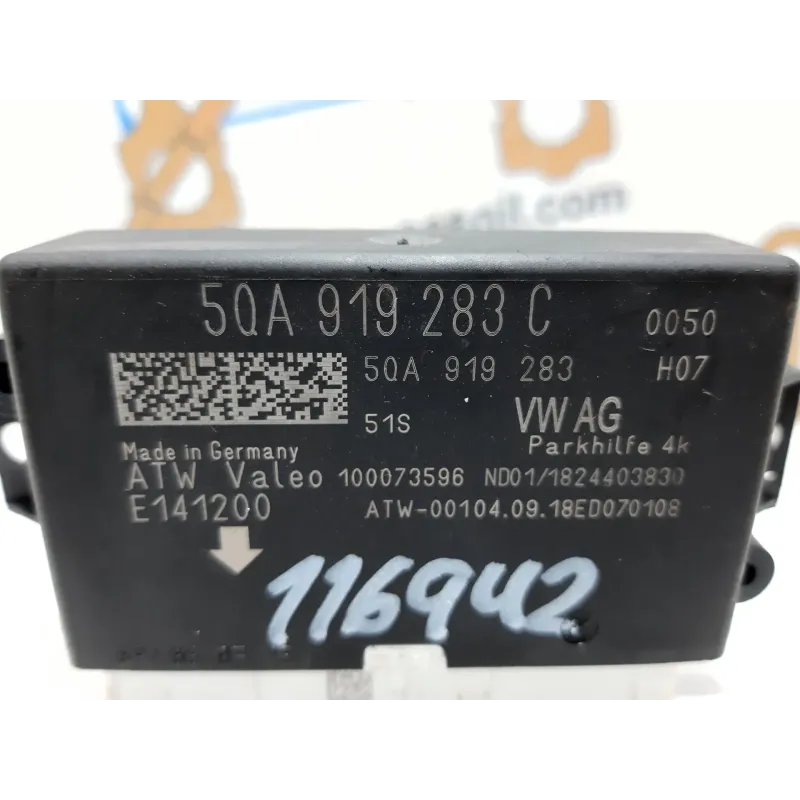 5QA 919 283 C 0050
5QA 919 283 H07
51S VW AG
Parkhilfe 4k
Made in Germany
ATW Valeo 100073596 ND01/1824403830
E141200 ATW-00104.09.18ED070108
116942